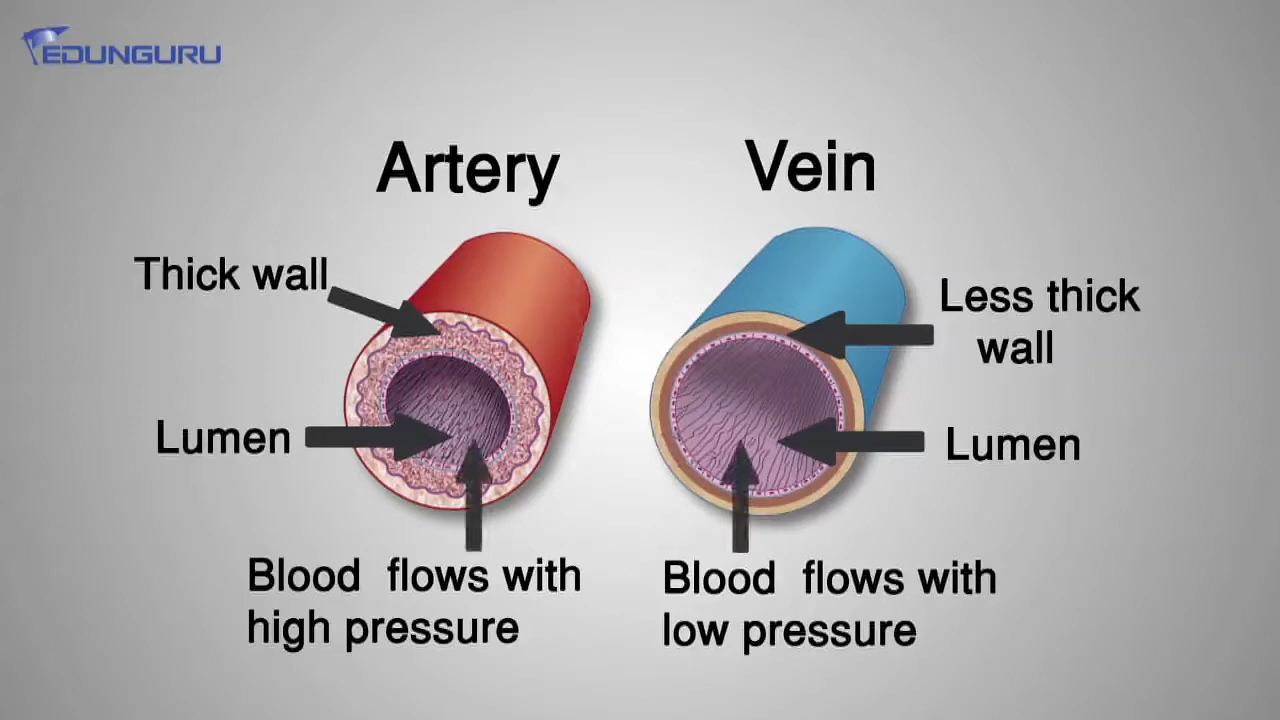 EDUNGURU
Artery
Vein
Thick wall
Less thick
wall
Lumen
Lumen
Blood flows with
high pressure
Blood flows with
low pressure